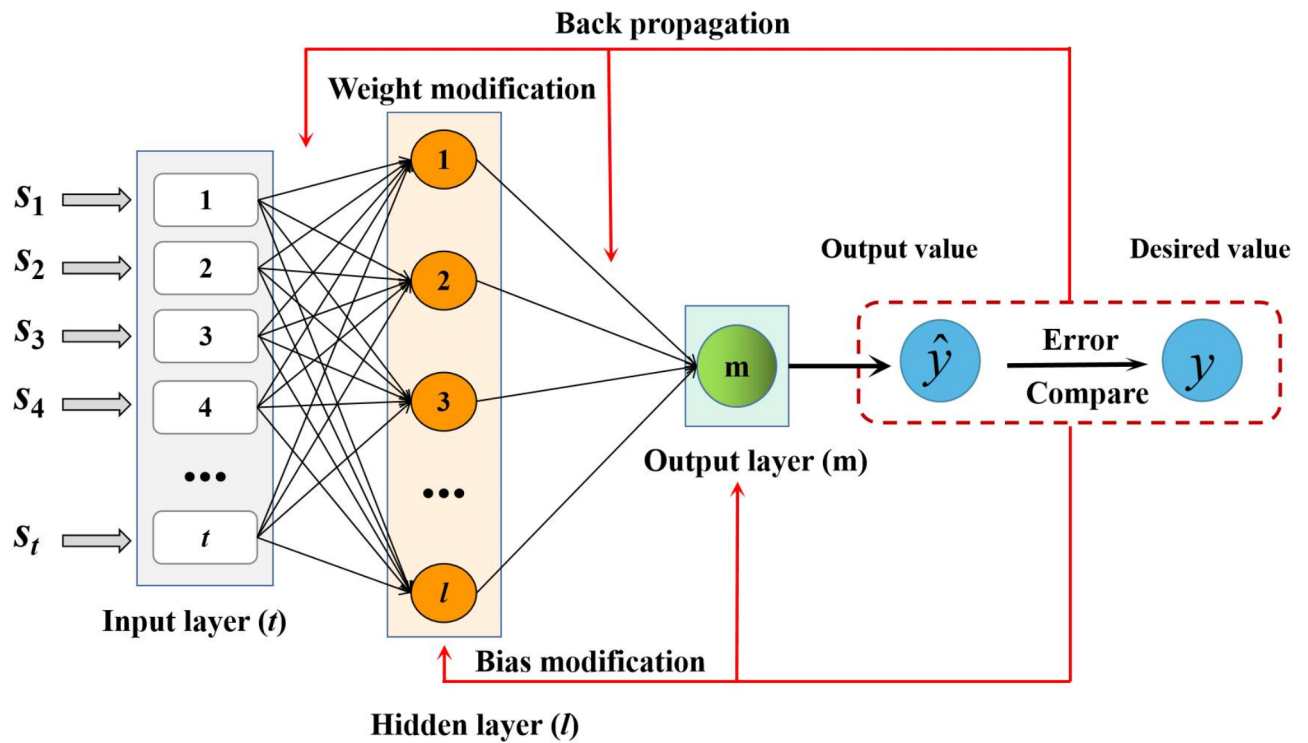 Back propagation
Weight modification
s₁
s₂
s₃
s₄
s_t
1
2
3
4
•••
t
Input layer (t)
1
2
3
•••
l
Hidden layer (l)
Bias modification
m
Output layer (m)
Output value
Desired value
ŷ
Error
Compare
y